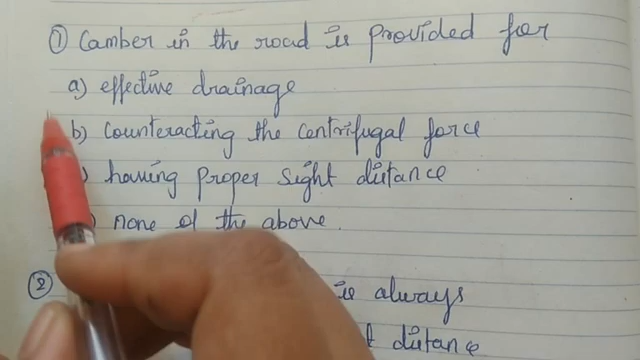 ① Camber in the road is provided for
a) effective drainage
b) counteracting the centrifugal force
) having proper sight distance
) none of the above.
② is always
distance